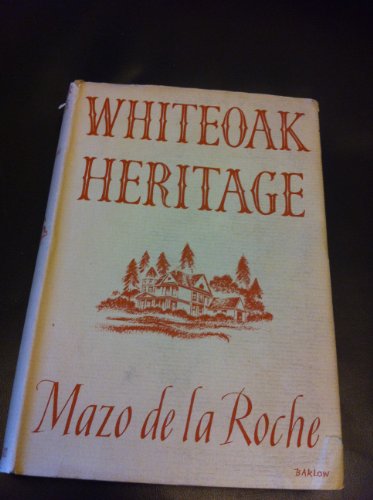 WHITEOAK
HERITAGE
Mazo de la Roche
BARLOW